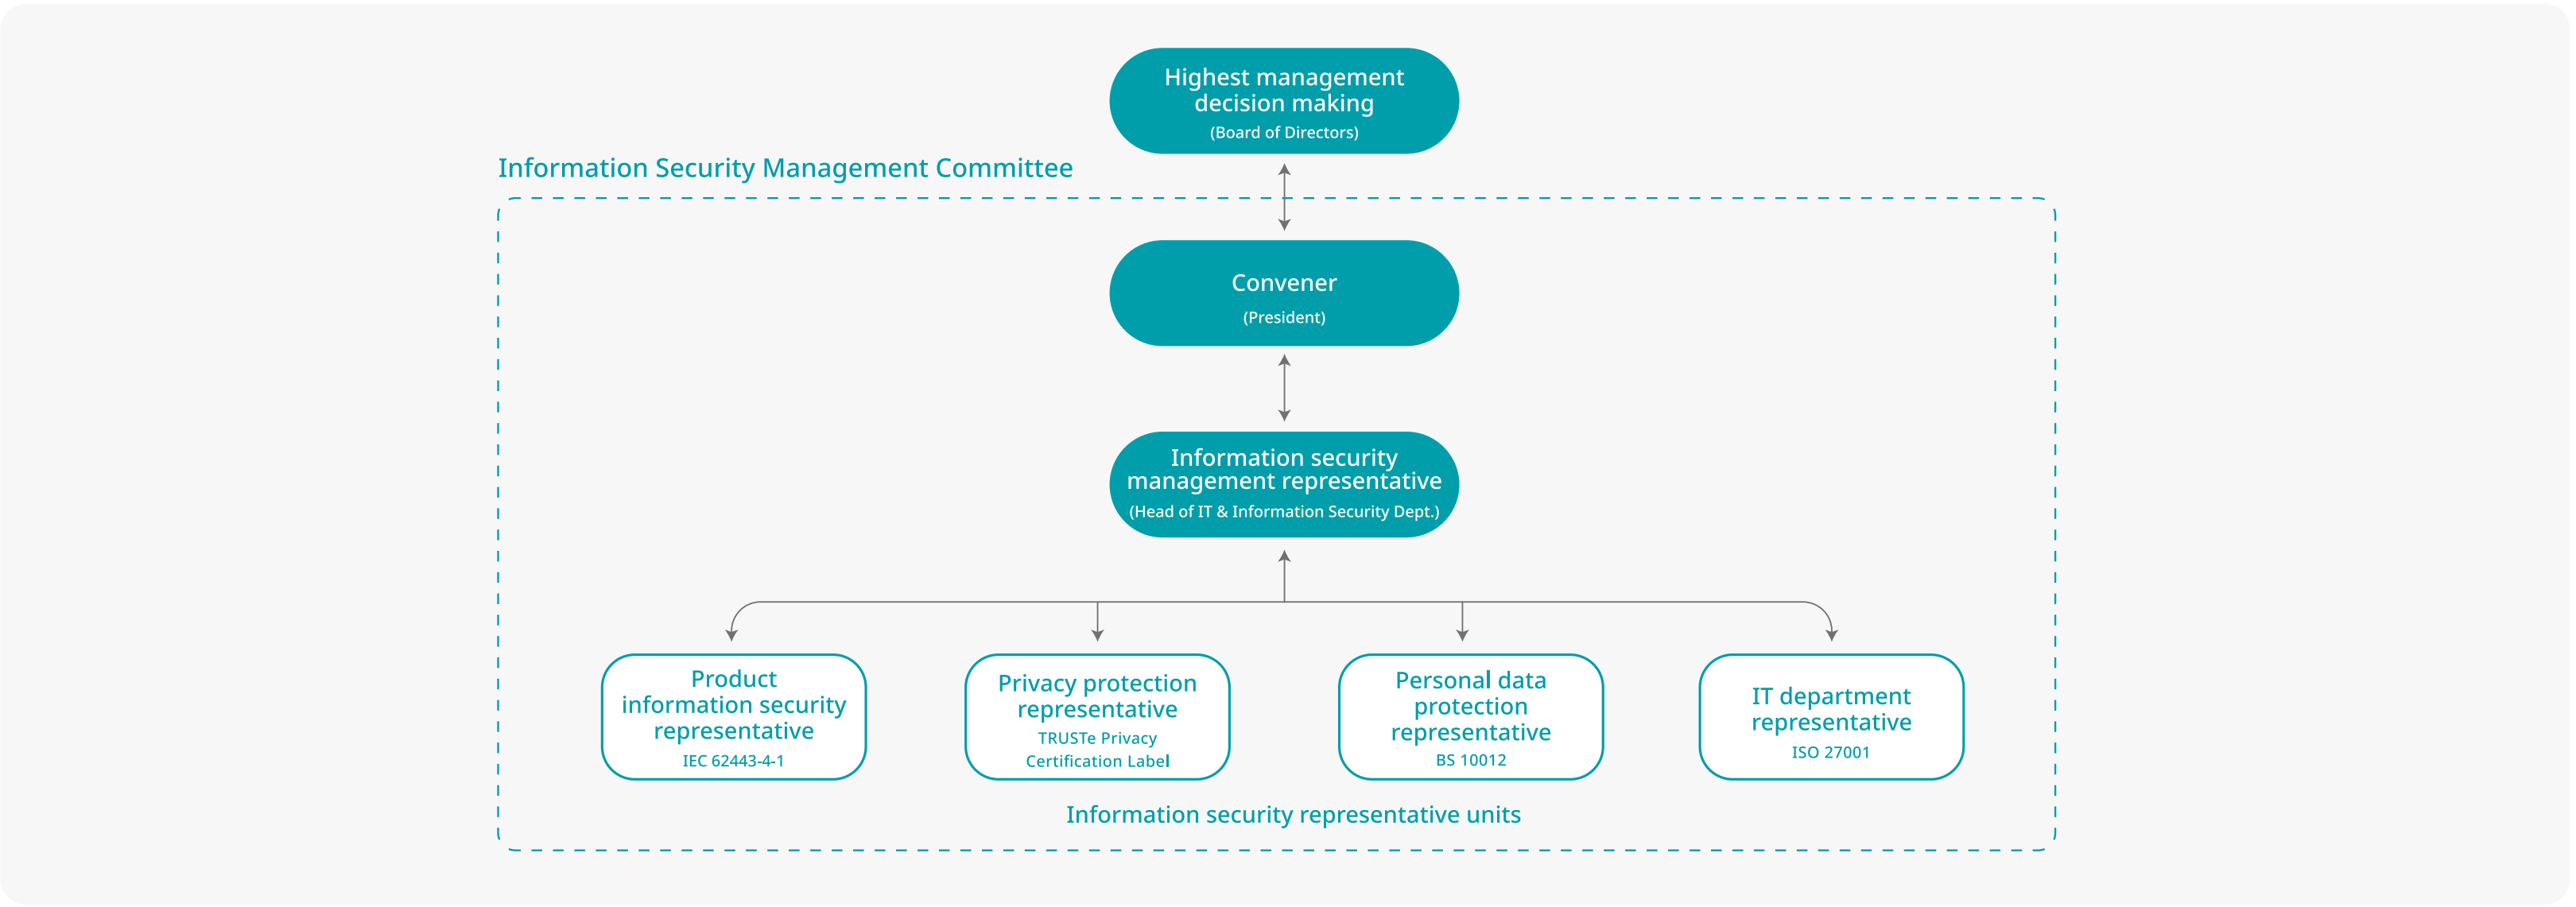 Highest management
decision making
(Board of Directors)
Information Security Management Committee
Convener
(President)
Information security
management representative
(Head of IT & Information Security Dept.)
Product
information security
representative
IEC 62443-4-1
Privacy protection
representative
TRUSTe Privacy
Certification Label
Personal data
protection
representative
BS 10012
IT department
representative
ISO 27001
Information security representative units